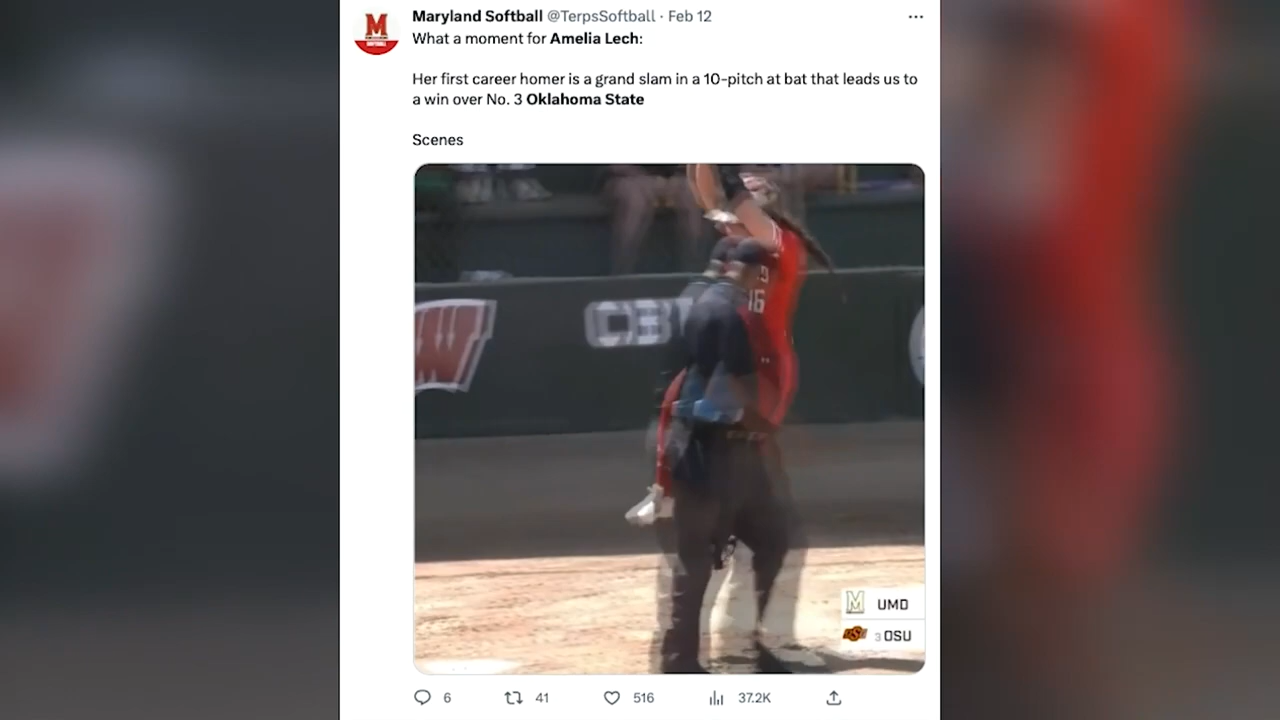 Maryland Softball @TerpsSoftball · Feb 12
What a moment for Amelia Lech:
Her first career homer is a grand slam in a 10-pitch at bat that leads us to
a win over No. 3 Oklahoma State
Scenes
16
W
M UMD
OSU 3 OSU
6 41 516 37.2K